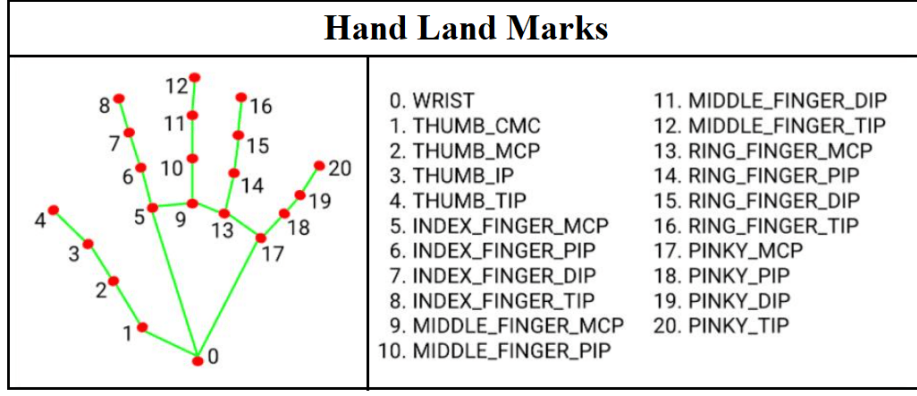 Hand Land Marks
12
8
16
11
7
15
10
6
20
14
19
4
5
9
13
18
3
17
2
1
0
0. WRIST
1. THUMB_CMC
2. THUMB_MCP
3. THUMB_IP
4. THUMB_TIP
5. INDEX_FINGER_MCP
6. INDEX_FINGER_PIP
7. INDEX_FINGER_DIP
8. INDEX_FINGER_TIP
9. MIDDLE_FINGER_MCP
10. MIDDLE_FINGER_PIP
11. MIDDLE_FINGER_DIP
12. MIDDLE_FINGER_TIP
13. RING_FINGER_MCP
14. RING_FINGER_PIP
15. RING_FINGER_DIP
16. RING_FINGER_TIP
17. PINKY_MCP
18. PINKY_PIP
19. PINKY_DIP
20. PINKY_TIP